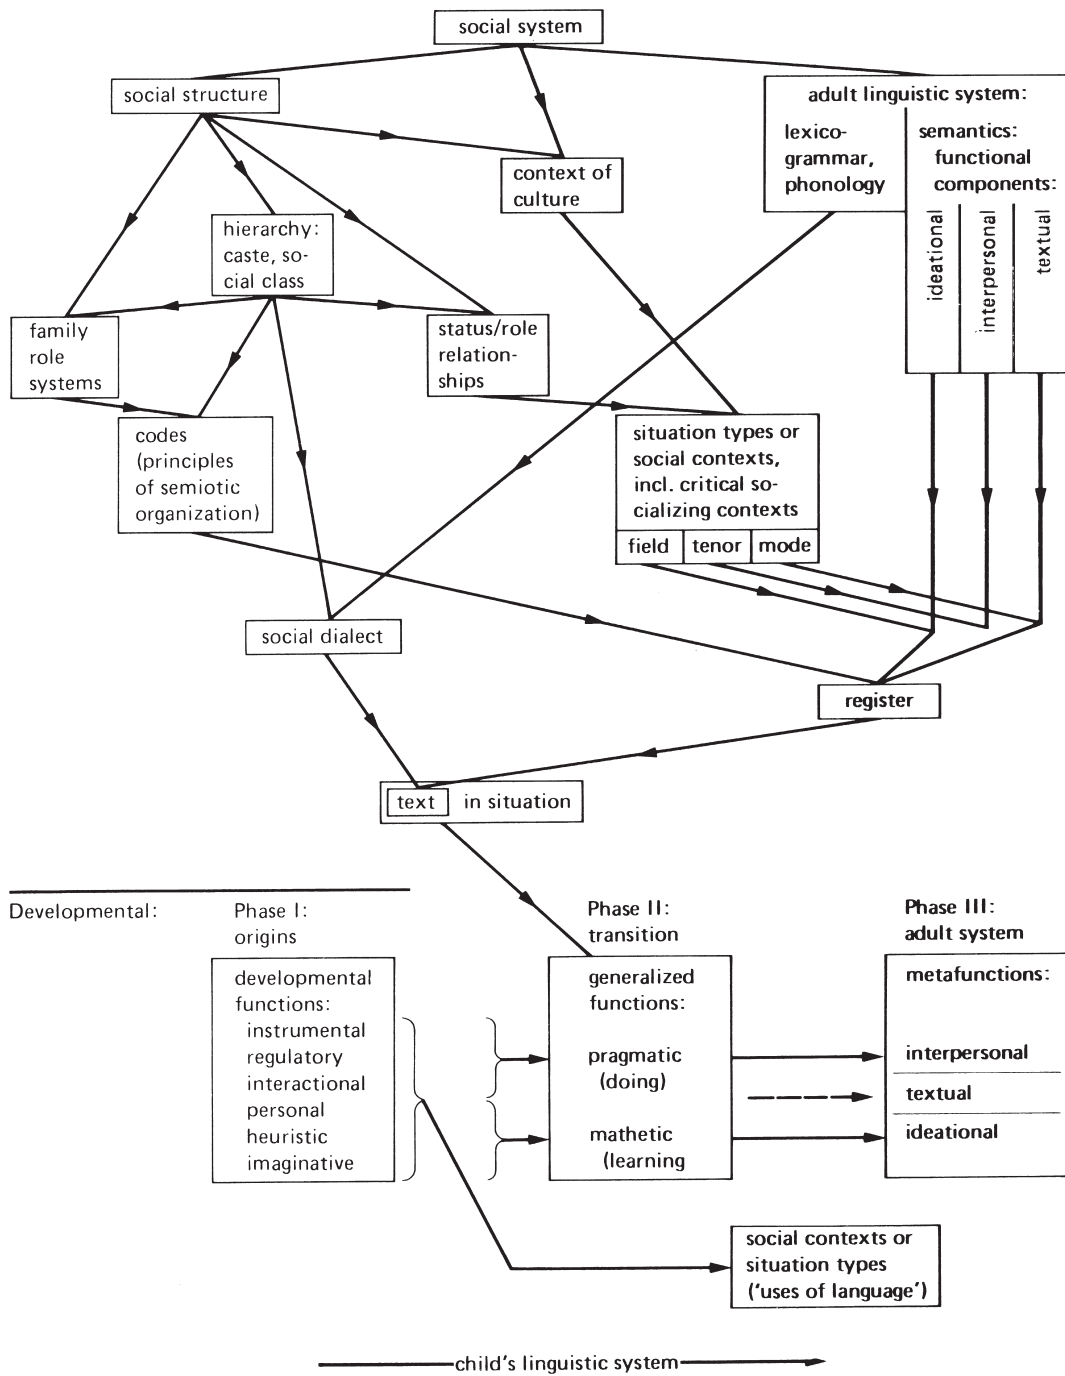 social system
social structure
adult linguistic system:
lexico-
grammar,
phonology
semantics:
functional
components:
ideational
interpersonal
textual
context of
culture
hierarchy:
caste, so-
cial class
family
role
systems
status/role
relation-
ships
codes
(principles
of semiotic
organization)
situation types or
social contexts,
incl. critical so-
cializing contexts
field
tenor
mode
social dialect
register
text in situation
Developmental:
Phase I:
origins
developmental
functions:
instrumental
regulatory
interactional
personal
heuristic
imaginative
Phase II:
transition
generalized
functions:
pragmatic
(doing)
mathetic
(learning
Phase III:
adult system
metafunctions:
interpersonal
textual
ideational
social contexts or
situation types
(‘uses of language’)
child’s linguistic system